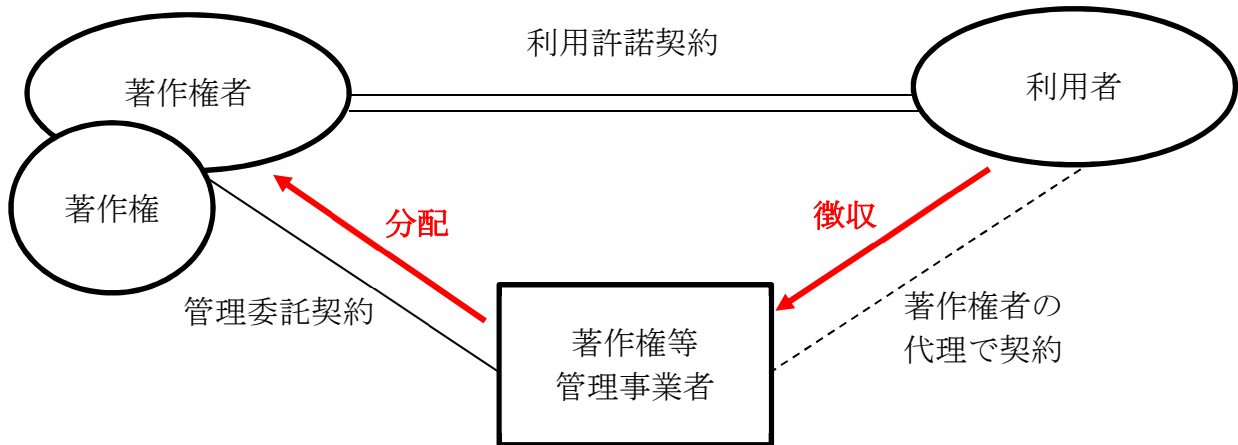 利用許諾契約
著作権者
利用者
著作権
分配
徴収
管理委託契約
著作権等
管理事業者
著作権者の
代理で契約